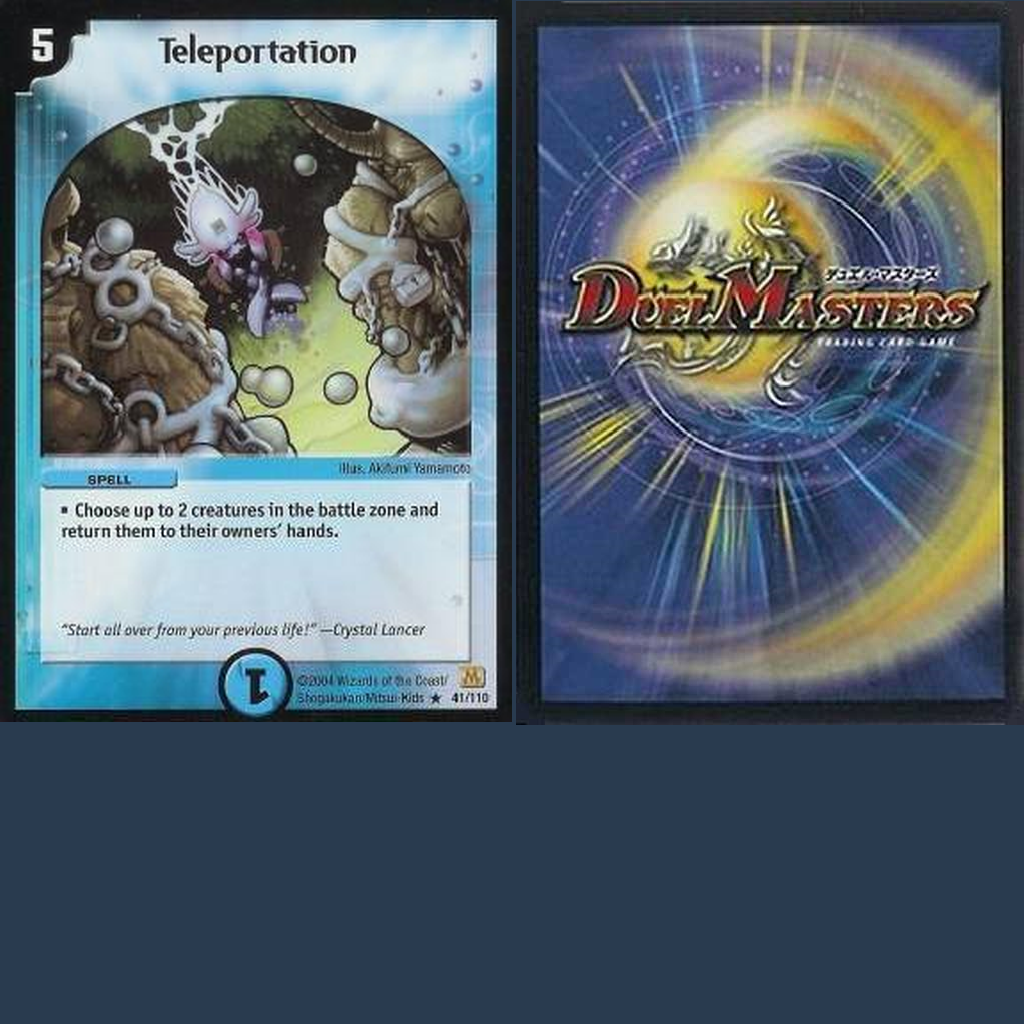 5
Teleportation
Illus. Akifumi Yamamoto
SPELL
▪ Choose up to 2 creatures in the battle zone and
return them to their owners' hands.
"Start all over from your previous life!" —Crystal Lancer
1
©2004 Wizards of the Coast/
Shogakukan/Mitsui-Kids ★ 41/110
デュエル・マスターズ
DUEL MASTERS
TRADING CARD GAME